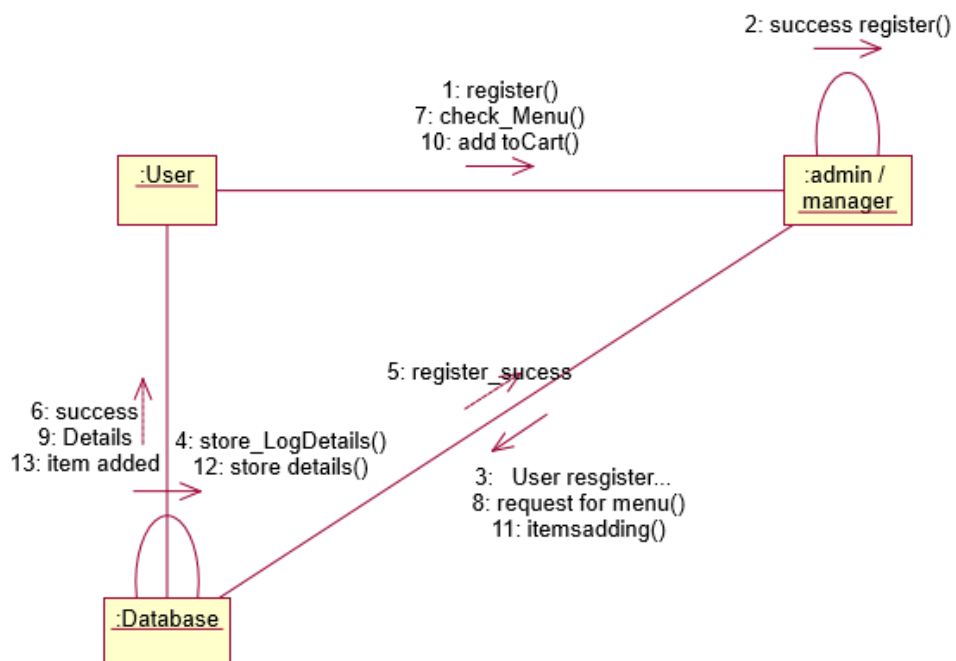 2: success register()
1: register()
7: check_Menu()
10: add toCart()
:User
:admin /
manager
5: register_sucess
6: success
9: Details
13: item added
4: store_LogDetails()
12: store details()
3: User resgister...
8: request for menu()
11: itemsadding()
:Database